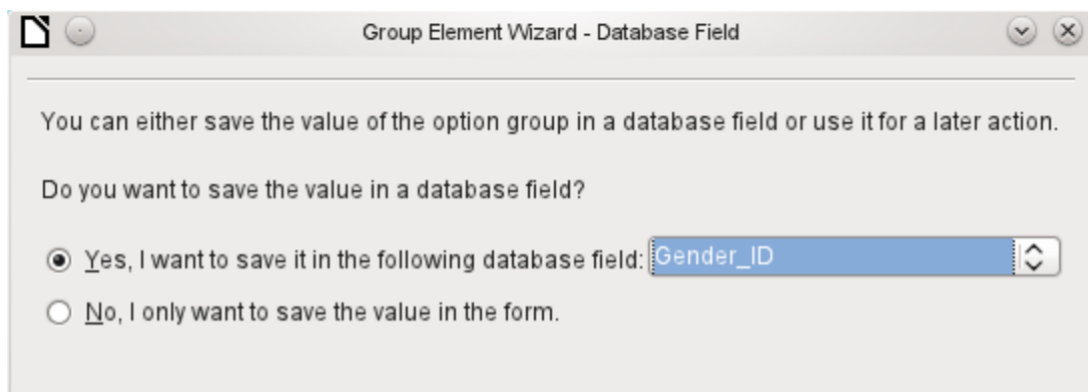 Group Element Wizard - Database Field
You can either save the value of the option group in a database field or use it for a later action.
Do you want to save the value in a database field?
Yes, I want to save it in the following database field: Gender_ID
No, I only want to save the value in the form.